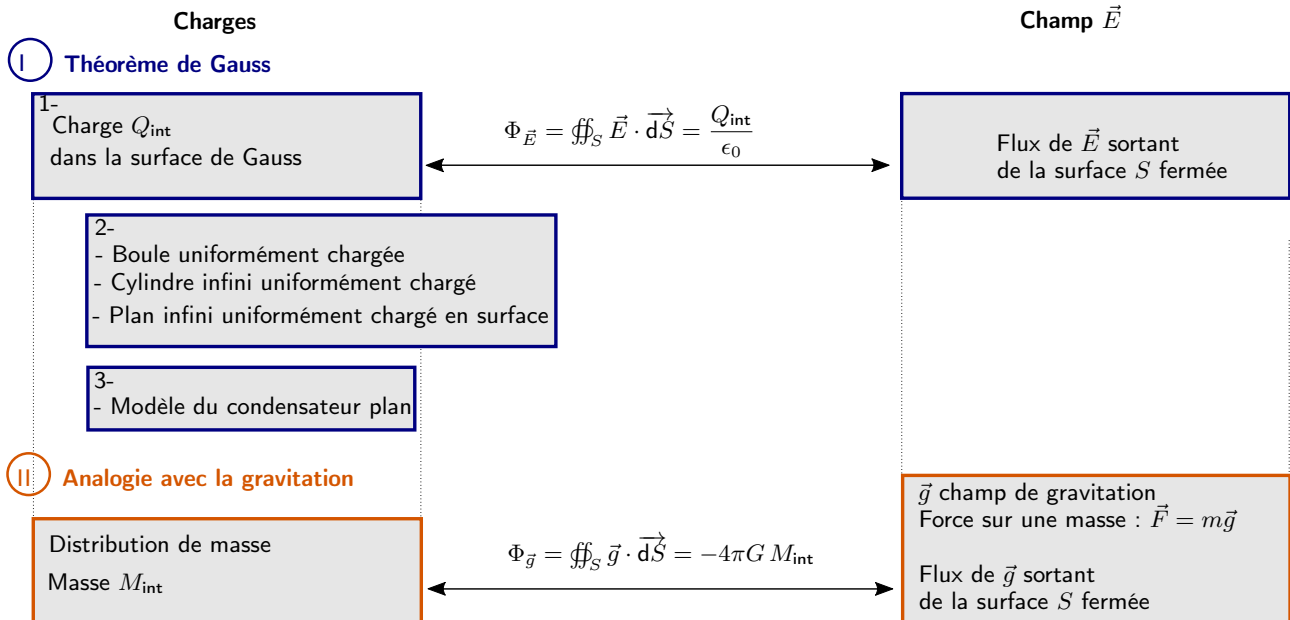 Charges
Champ $\vec{E}$
I Théorème de Gauss
1-
Charge $Q_{\text{int}}$
dans la surface de Gauss
$\Phi_{\vec{E}} = \oiint_S \vec{E} \cdot \overrightarrow{\mathsf{d}S} = \dfrac{Q_{\text{int}}}{\epsilon_0}$
Flux de $\vec{E}$ sortant
de la surface $S$ fermée
2-
- Boule uniformément chargée
- Cylindre infini uniformément chargé
- Plan infini uniformément chargé en surface
3-
- Modèle du condensateur plan
II Analogie avec la gravitation
Distribution de masse
Masse $M_{\text{int}}$
$\Phi_{\vec{g}} = \oiint_S \vec{g} \cdot \overrightarrow{\mathsf{d}S} = -4\pi G\, M_{\text{int}}$
$\vec{g}$ champ de gravitation
Force sur une masse : $\vec{F} = m\vec{g}$
Flux de $\vec{g}$ sortant
de la surface $S$ fermée